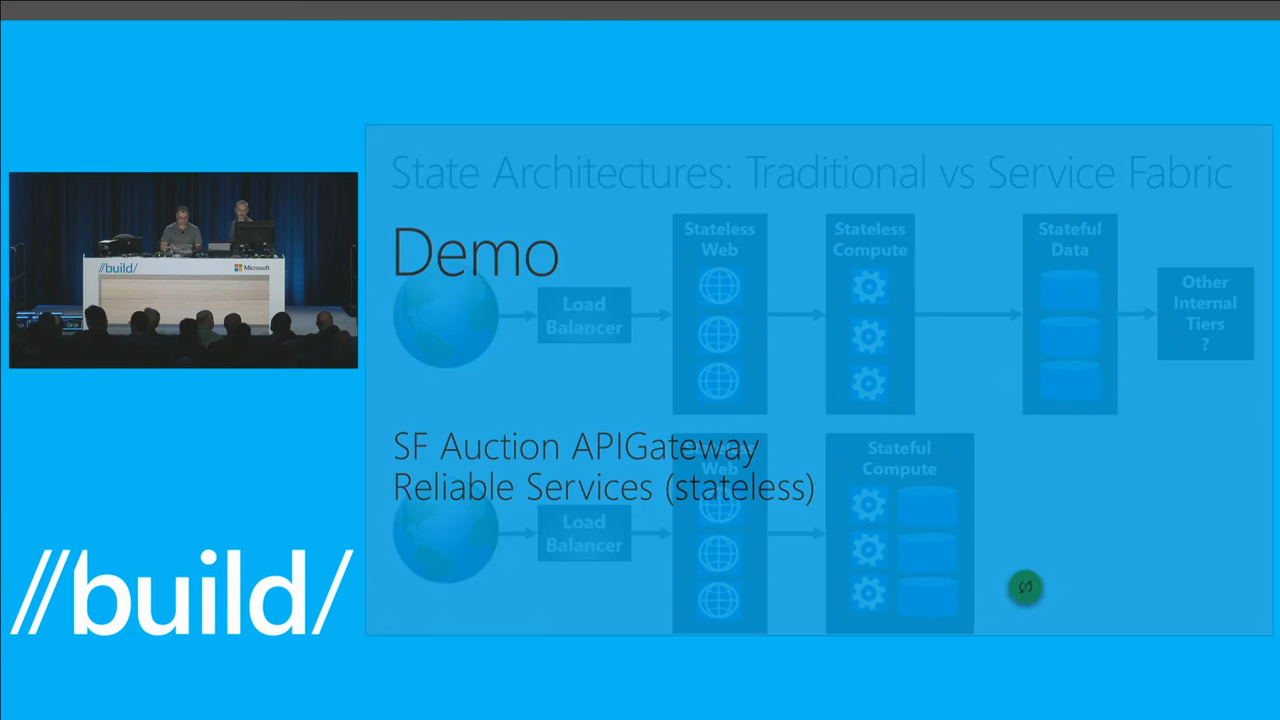 State Architectures: Traditional vs Service Fabric
Demo
Stateless
Web
Stateless
Compute
Stateful
Data
Load
Balancer
Other
Internal
Tiers
?
SF Auction APIGateway
Reliable Services (stateless)
Stateless
Web
Stateful
Compute
Load
Balancer
//build/
Microsoft
//build/